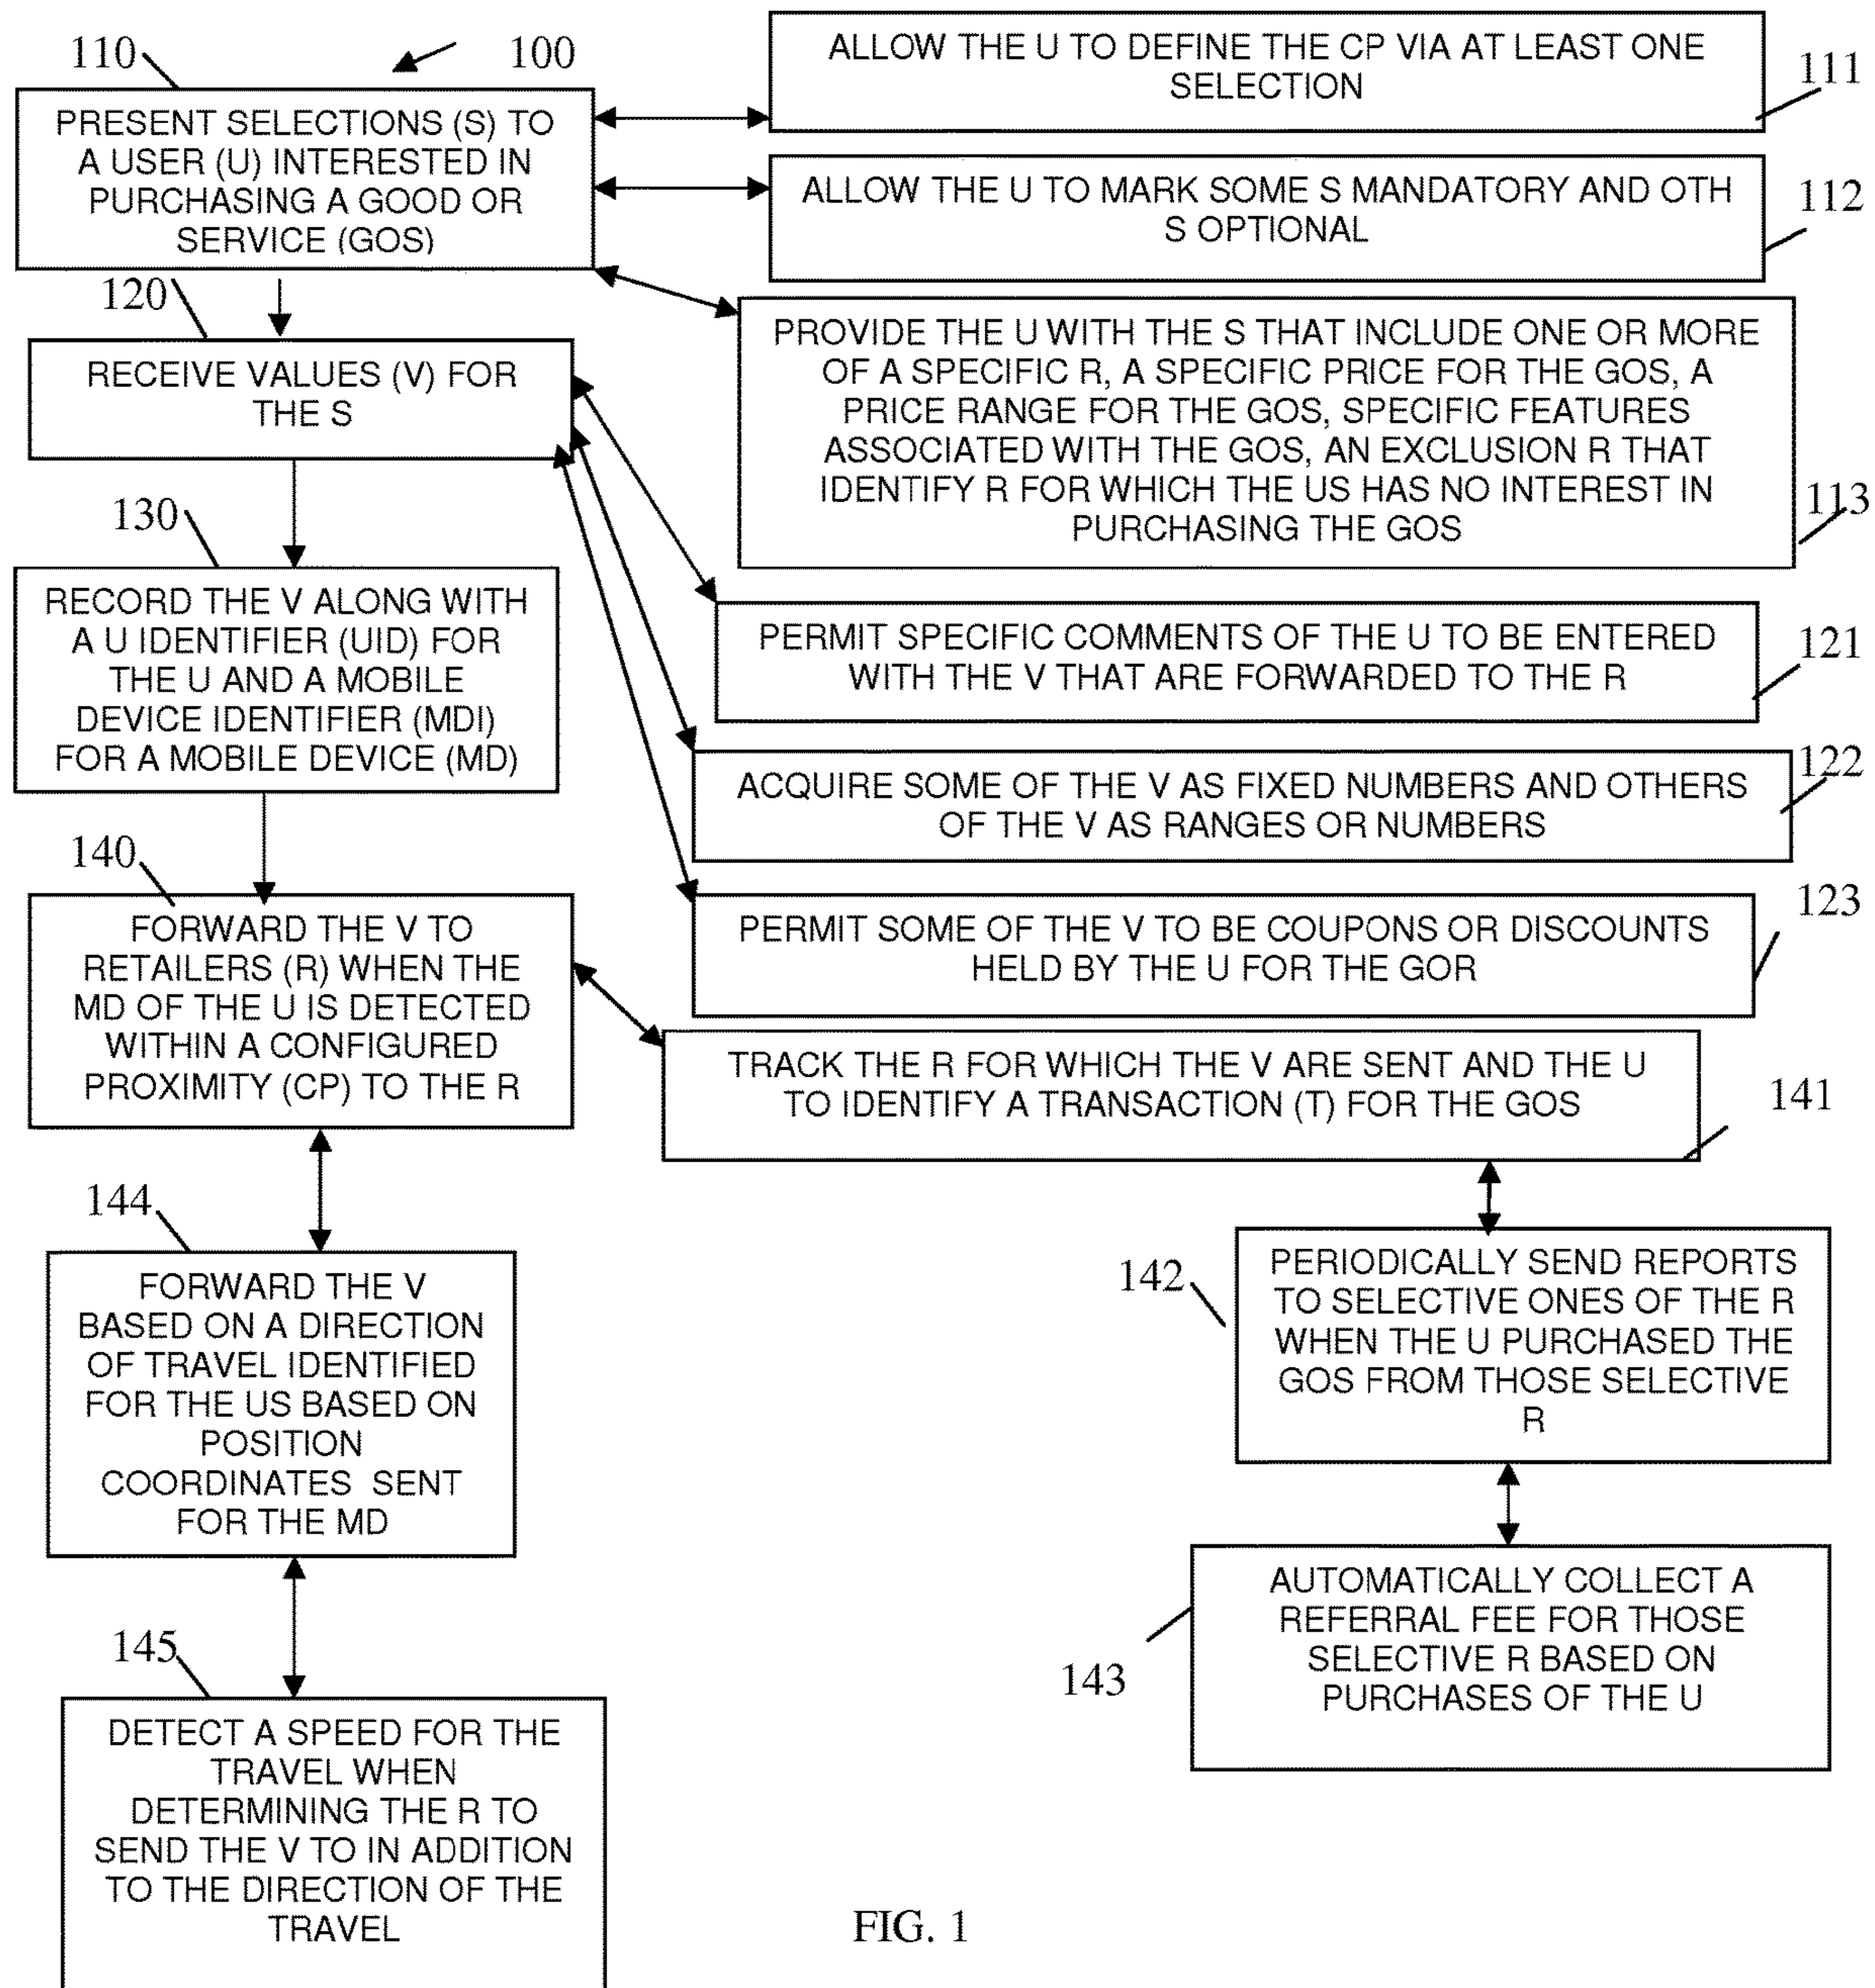 110
100
PRESENT SELECTIONS (S) TO
A USER (U) INTERESTED IN
PURCHASING A GOOD OR
SERVICE (GOS)
ALLOW THE U TO DEFINE THE CP VIA AT LEAST ONE
SELECTION
111
ALLOW THE U TO MARK SOME S MANDATORY AND OTH
S OPTIONAL
112
PROVIDE THE U WITH THE S THAT INCLUDE ONE OR MORE
OF A SPECIFIC R, A SPECIFIC PRICE FOR THE GOS, A
PRICE RANGE FOR THE GOS, SPECIFIC FEATURES
ASSOCIATED WITH THE GOS, AN EXCLUSION R THAT
IDENTIFY R FOR WHICH THE US HAS NO INTEREST IN
PURCHASING THE GOS
113
120
RECEIVE VALUES (V) FOR
THE S
PERMIT SPECIFIC COMMENTS OF THE U TO BE ENTERED
WITH THE V THAT ARE FORWARDED TO THE R
121
ACQUIRE SOME OF THE V AS FIXED NUMBERS AND OTHERS
OF THE V AS RANGES OR NUMBERS
122
PERMIT SOME OF THE V TO BE COUPONS OR DISCOUNTS
HELD BY THE U FOR THE GOR
123
130
RECORD THE V ALONG WITH
A U IDENTIFIER (UID) FOR
THE U AND A MOBILE
DEVICE IDENTIFIER (MDI)
FOR A MOBILE DEVICE (MD)
140
FORWARD THE V TO
RETAILERS (R) WHEN THE
MD OF THE U IS DETECTED
WITHIN A CONFIGURED
PROXIMITY (CP) TO THE R
TRACK THE R FOR WHICH THE V ARE SENT AND THE U
TO IDENTIFY A TRANSACTION (T) FOR THE GOS
141
142
PERIODICALLY SEND REPORTS
TO SELECTIVE ONES OF THE R
WHEN THE U PURCHASED THE
GOS FROM THOSE SELECTIVE
R
143
AUTOMATICALLY COLLECT A
REFERRAL FEE FOR THOSE
SELECTIVE R BASED ON
PURCHASES OF THE U
144
FORWARD THE V
BASED ON A DIRECTION
OF TRAVEL IDENTIFIED
FOR THE US BASED ON
POSITION
COORDINATES SENT
FOR THE MD
145
DETECT A SPEED FOR THE
TRAVEL WHEN
DETERMINING THE R TO
SEND THE V TO IN ADDITION
TO THE DIRECTION OF THE
TRAVEL
FIG. 1